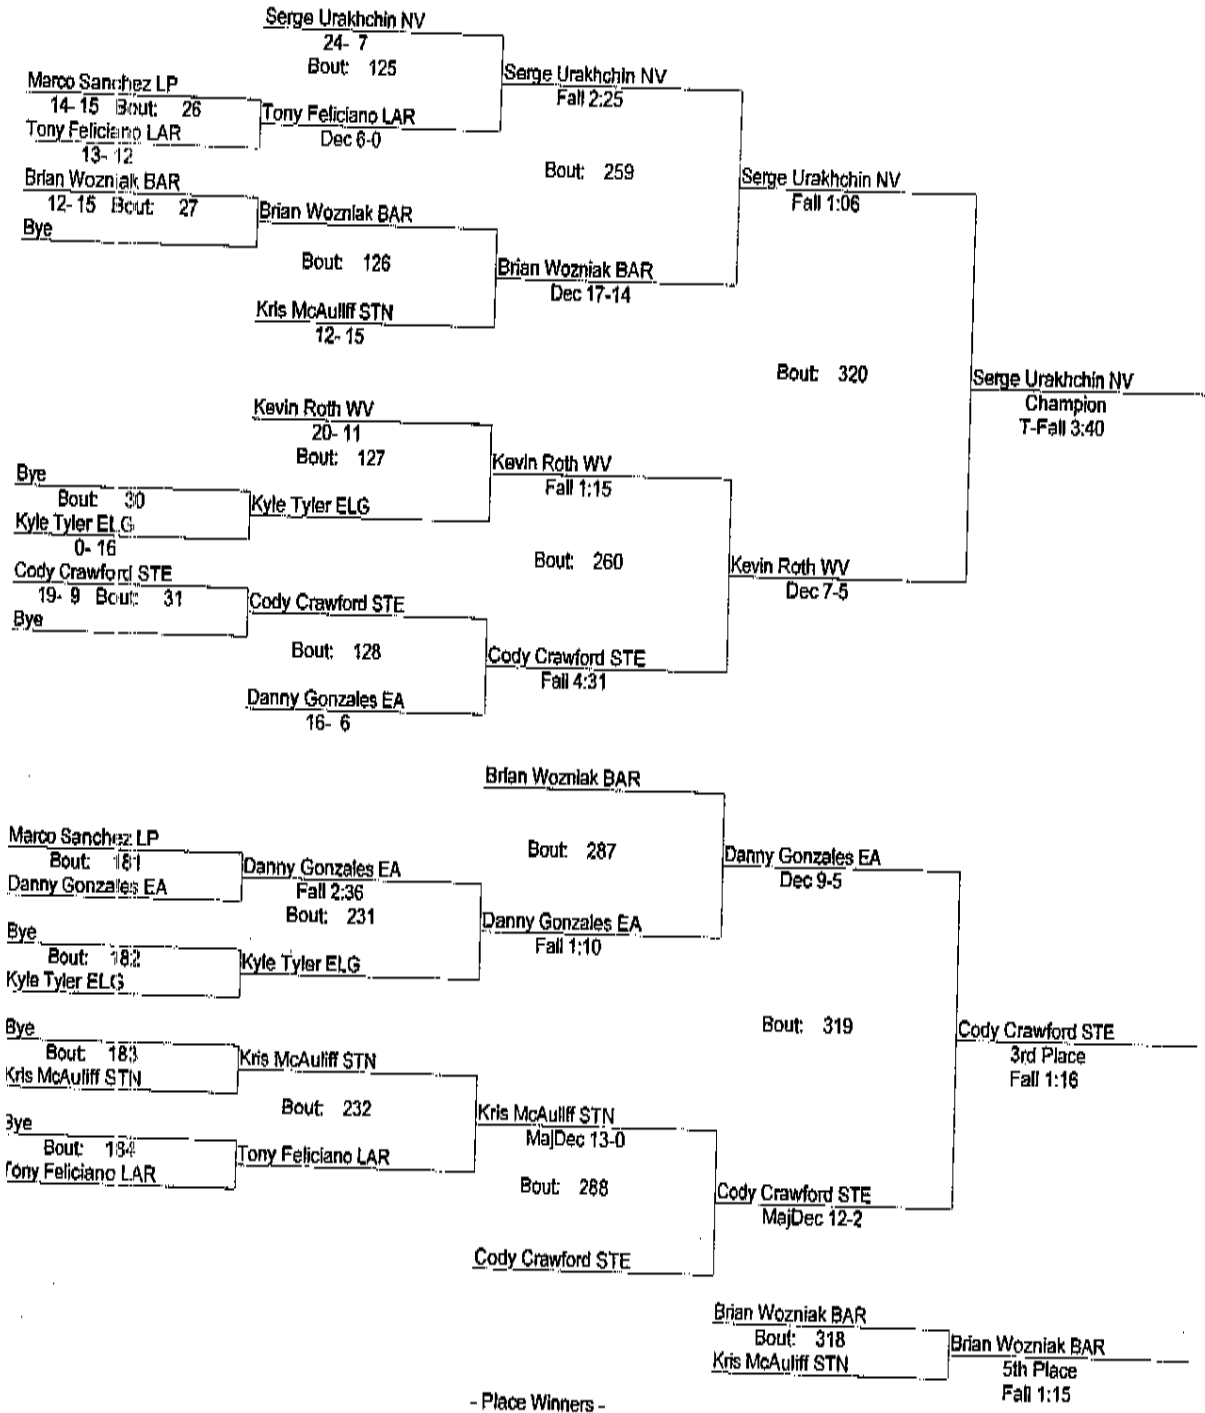 Serge Urakhchin NV
24- 7
Bout: 125
Marco Sanchez LP
14- 15 Bout: 26
Tony Feliciano LAR
13- 12
Tony Feliciano LAR
Dec 6-0
Serge Urakhchin NV
Fall 2:25
Bout: 259
Brian Wozniak BAR
12- 15 Bout: 27
Bye
Brian Wozniak BAR
Bout: 126
Kris McAuliff STN
12- 15
Brian Wozniak BAR
Dec 17-14
Serge Urakhchin NV
Fall 1:06
Bout: 320
Serge Urakhchin NV
Champion
T-Fall 3:40
Kevin Roth WV
20- 11
Bout: 127
Bye
Bout: 30
Kyle Tyler ELG
0- 16
Kyle Tyler ELG
Kevin Roth WV
Fall 1:15
Bout: 260
Cody Crawford STE
19- 9 Bout: 31
Bye
Cody Crawford STE
Bout: 128
Danny Gonzales EA
16- 6
Cody Crawford STE
Fall 4:31
Kevin Roth WV
Dec 7-5
Brian Wozniak BAR
Bout: 287
Marco Sanchez LP
Bout: 181
Danny Gonzales EA
Danny Gonzales EA
Fall 2:36
Bout: 231
Bye
Bout: 182
Kyle Tyler ELG
Kyle Tyler ELG
Danny Gonzales EA
Fall 1:10
Danny Gonzales EA
Dec 9-5
Bout: 319
Bye
Bout: 183
Kris McAuliff STN
Kris McAuliff STN
Bout: 232
Bye
Bout: 184
Tony Feliciano LAR
Tony Feliciano LAR
Kris McAuliff STN
MajDec 13-0
Bout: 288
Cody Crawford STE
Cody Crawford STE
MajDec 12-2
Cody Crawford STE
3rd Place
Fall 1:16
Brian Wozniak BAR
Bout: 318
Kris McAuliff STN
Brian Wozniak BAR
5th Place
Fall 1:15
- Place Winners -